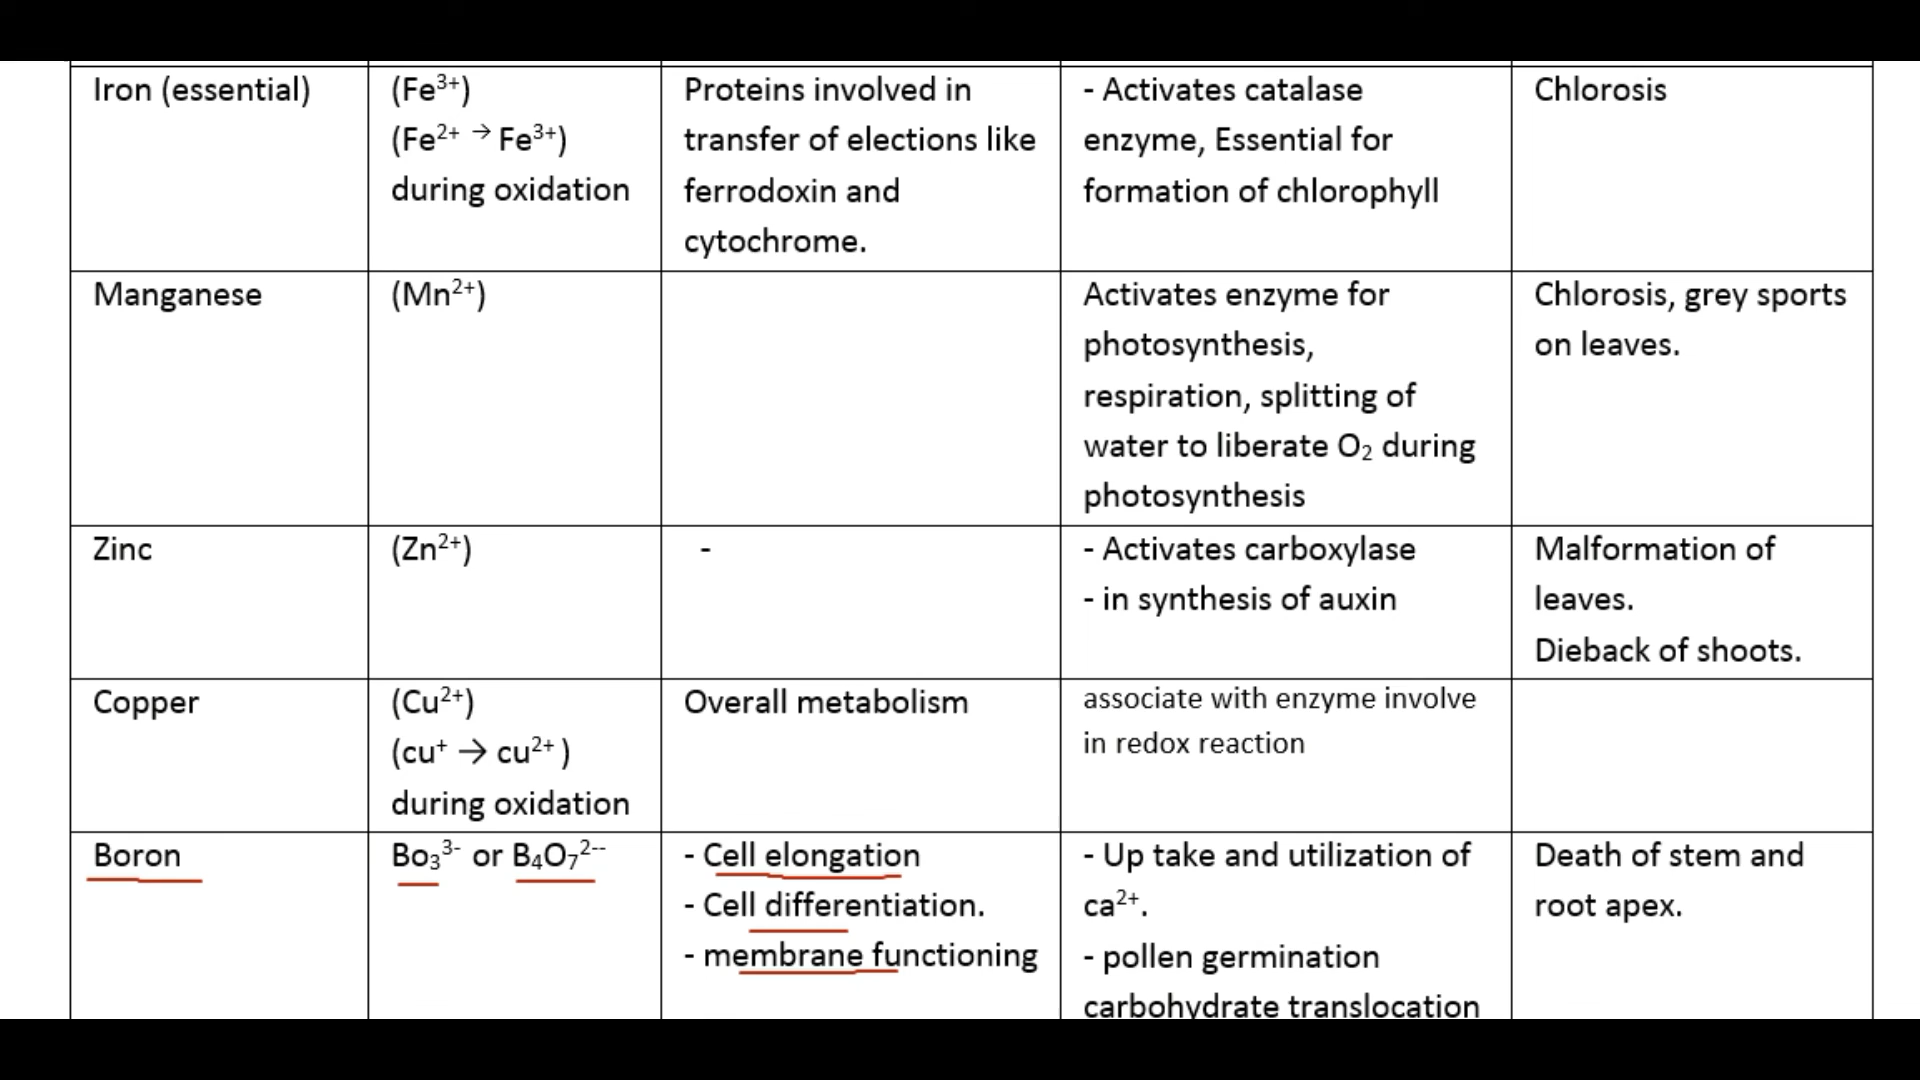 Iron (essential)
(Fe³⁺)
(Fe²⁺ → Fe³⁺)
during oxidation
Proteins involved in
transfer of elections like
ferrodoxin and
cytochrome.
- Activates catalase
enzyme, Essential for
formation of chlorophyll
Chlorosis
Manganese
(Mn²⁺)
Activates enzyme for
photosynthesis,
respiration, splitting of
water to liberate O₂ during
photosynthesis
Chlorosis, grey sports
on leaves.
Zinc
(Zn²⁺)
-
- Activates carboxylase
- in synthesis of auxin
Malformation of
leaves.
Dieback of shoots.
Copper
(Cu²⁺)
(cu⁺ → cu²⁺ )
during oxidation
Overall metabolism
associate with enzyme involve
in redox reaction
Boron
Bo₃³⁻ or B₄O₇²⁻⁻
- Cell elongation
- Cell differentiation.
- membrane functioning
- Up take and utilization of
ca²⁺.
- pollen germination
carbohydrate translocation
Death of stem and
root apex.